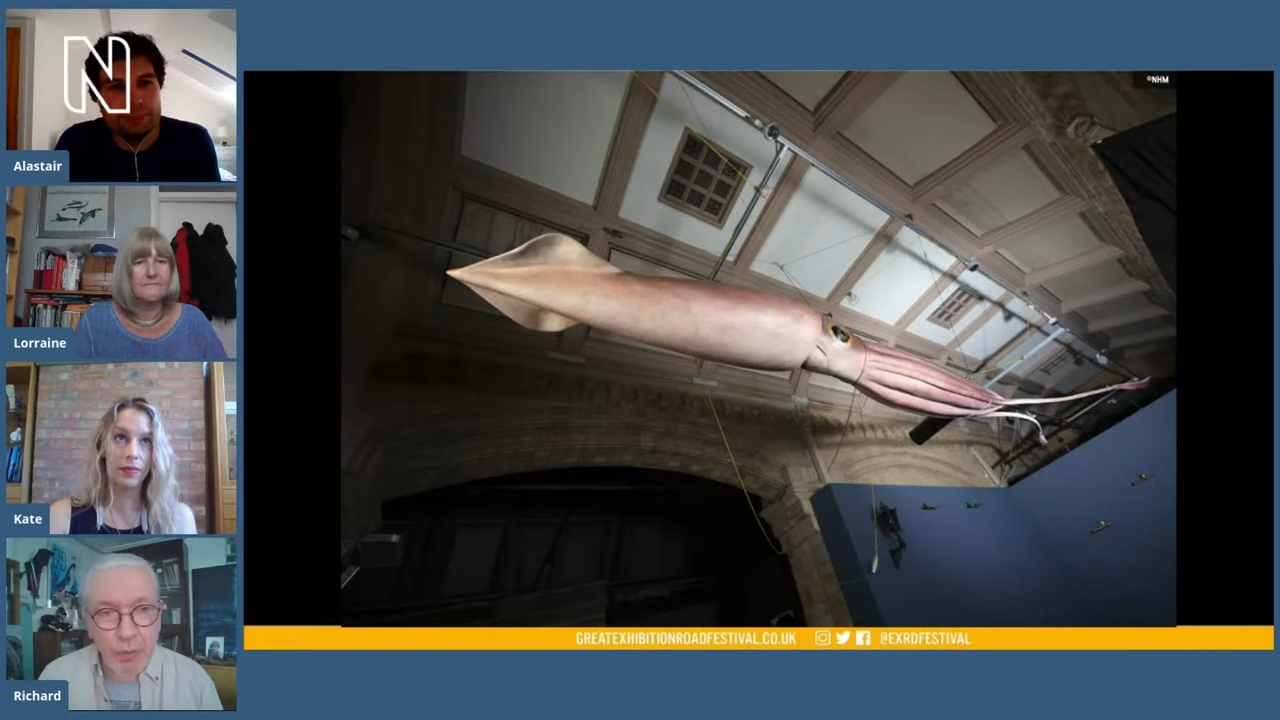 N
Alastair
Lorraine
Kate
Richard
©NHM
GREATEXHIBITIONROADFESTIVAL.CO.UK @EXRDFESTIVAL